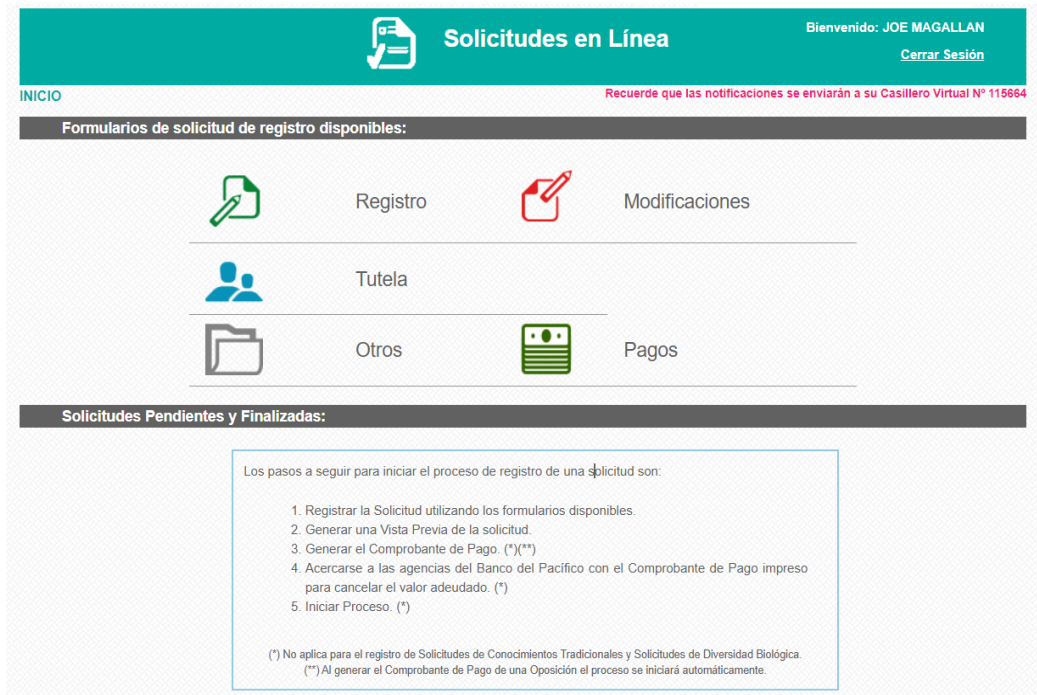 Solicitudes en Línea
Bienvenido: JOE MAGALLAN
Cerrar Sesión
INICIO
Recuerde que las notificaciones se enviarán a su Casillero Virtual Nº 115664
Formularios de solicitud de registro disponibles:
Registro
Modificaciones
Tutela
Otros
Pagos
Solicitudes Pendientes y Finalizadas:
Los pasos a seguir para iniciar el proceso de registro de una solicitud son:
1. Registrar la Solicitud utilizando los formularios disponibles.
2. Generar una Vista Previa de la solicitud.
3. Generar el Comprobante de Pago. (*)(**)
4. Acercarse a las agencias del Banco del Pacífico con el Comprobante de Pago impreso
para cancelar el valor adeudado. (*)
5. Iniciar Proceso. (*)
(*) No aplica para el registro de Solicitudes de Conocimientos Tradicionales y Solicitudes de Diversidad Biológica.
(**) Al generar el Comprobante de Pago de una Oposición el proceso se iniciará automáticamente.